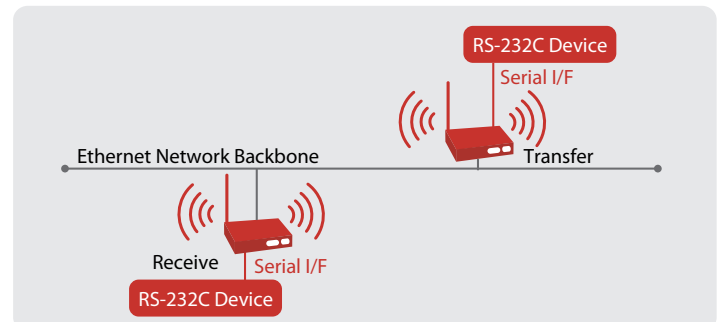 RS-232C Device
Serial I/F
Ethernet Network Backbone
Transfer
Receive
Serial I/F
RS-232C Device